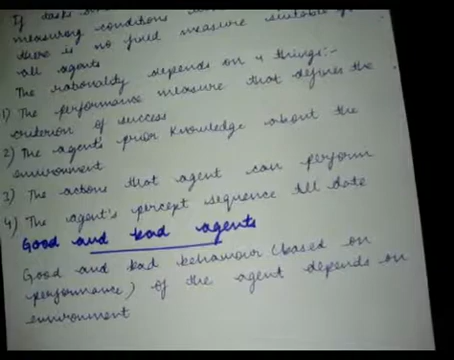 If tasks
measuring conditions
there is no fixed measure suitable
all agents
The rationality depends on 4 things:-
1) The performance measure that defines the
criterion of success
2) The agent's prior knowledge about the
environment
3) The actions that agent can perform
4) The agent's percept sequence till date
Good and bad agents
Good and bad behaviour (based on
performance) of the agent depends on
environment